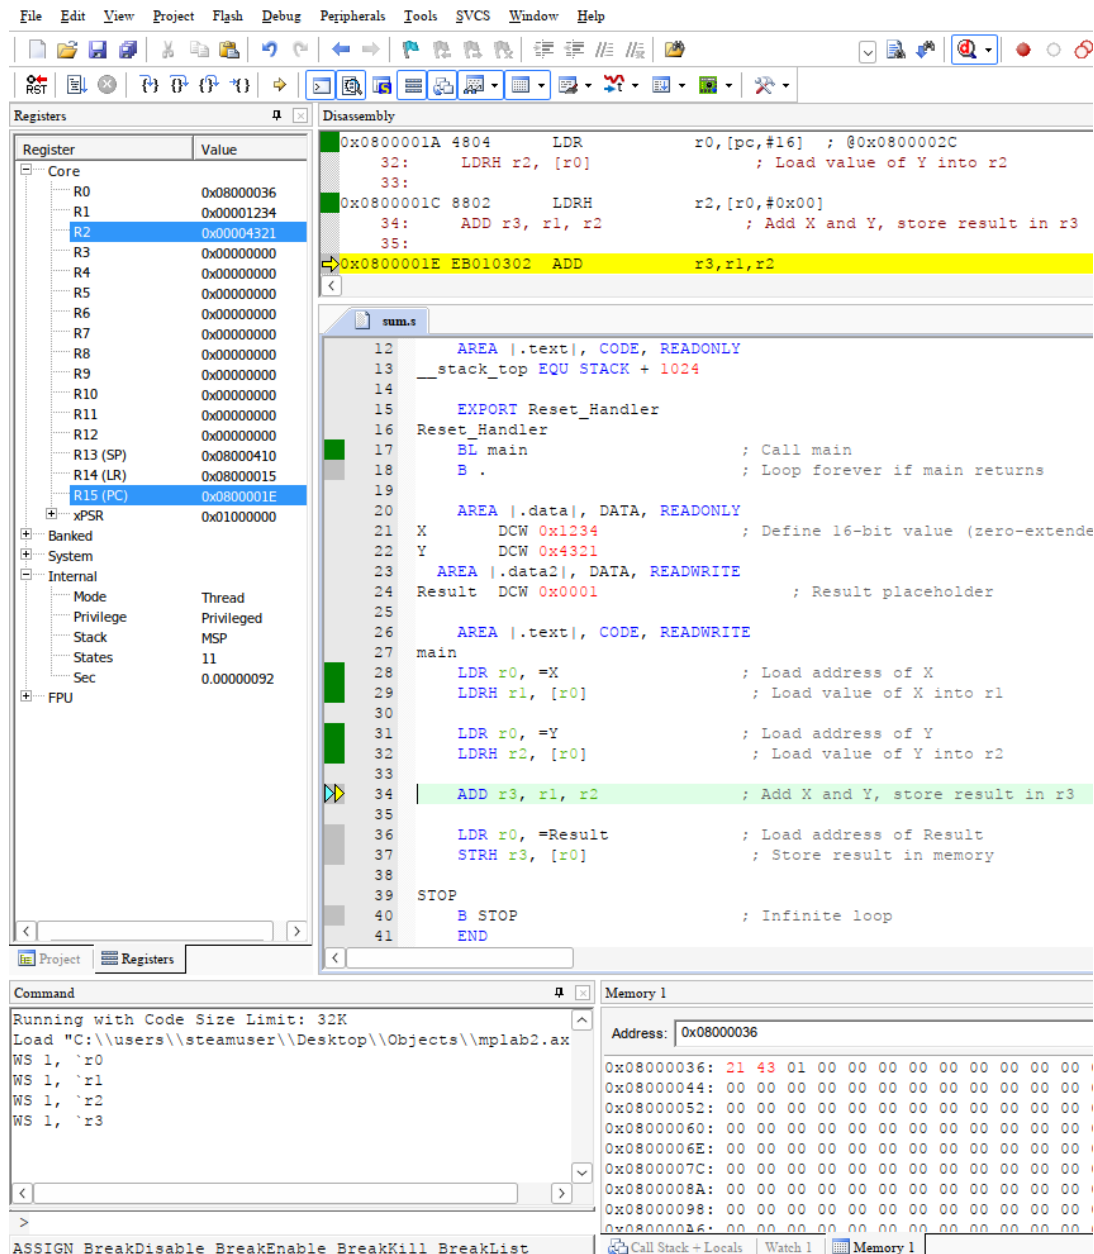 File Edit View Project Flash Debug Peripherals Tools SVCS Window Help
RST
Registers
Register Value
Core
R0 0x08000036
R1 0x00001234
R2 0x00004321
R3 0x00000000
R4 0x00000000
R5 0x00000000
R6 0x00000000
R7 0x00000000
R8 0x00000000
R9 0x00000000
R10 0x00000000
R11 0x00000000
R12 0x00000000
R13 (SP) 0x08000410
R14 (LR) 0x08000015
R15 (PC) 0x0800001E
xPSR 0x01000000
Banked
System
Internal
Mode Thread
Privilege Privileged
Stack MSP
States 11
Sec 0.00000092
FPU
Project Registers
Disassembly
0x0800001A 4804 LDR r0,[pc,#16] ; @0x0800002C
32: LDRH r2, [r0] ; Load value of Y into r2
33:
0x0800001C 8802 LDRH r2,[r0,#0x00]
34: ADD r3, r1, r2 ; Add X and Y, store result in r3
35:
0x0800001E EB010302 ADD r3,r1,r2
sum.s
12 AREA |.text|, CODE, READONLY
13 __stack_top EQU STACK + 1024
14
15 EXPORT Reset_Handler
16 Reset_Handler
17 BL main ; Call main
18 B . ; Loop forever if main returns
19
20 AREA |.data|, DATA, READONLY
21 X DCW 0x1234 ; Define 16-bit value (zero-extende
22 Y DCW 0x4321
23 AREA |.data2|, DATA, READWRITE
24 Result DCW 0x0001 ; Result placeholder
25
26 AREA |.text|, CODE, READWRITE
27 main
28 LDR r0, =X ; Load address of X
29 LDRH r1, [r0] ; Load value of X into r1
30
31 LDR r0, =Y ; Load address of Y
32 LDRH r2, [r0] ; Load value of Y into r2
33
34 ADD r3, r1, r2 ; Add X and Y, store result in r3
35
36 LDR r0, =Result ; Load address of Result
37 STRH r3, [r0] ; Store result in memory
38
39 STOP
40 B STOP ; Infinite loop
41 END
Command
Running with Code Size Limit: 32K
Load "C:\\users\\steamuser\\Desktop\\Objects\\mplab2.ax
WS 1, `r0
WS 1, `r1
WS 1, `r2
WS 1, `r3
>
ASSIGN BreakDisable BreakEnable BreakKill BreakList
Memory 1
Address: 0x08000036
0x08000036: 21 43 01 00 00 00 00 00 00 00 00 00
0x08000044: 00 00 00 00 00 00 00 00 00 00 00 00
0x08000052: 00 00 00 00 00 00 00 00 00 00 00 00
0x08000060: 00 00 00 00 00 00 00 00 00 00 00 00
0x0800006E: 00 00 00 00 00 00 00 00 00 00 00 00
0x0800007C: 00 00 00 00 00 00 00 00 00 00 00 00
0x0800008A: 00 00 00 00 00 00 00 00 00 00 00 00
0x08000098: 00 00 00 00 00 00 00 00 00 00 00 00
0x080000A6: 00 00 00 00 00 00 00 00 00 00 00 00
Call Stack + Locals Watch 1 Memory 1